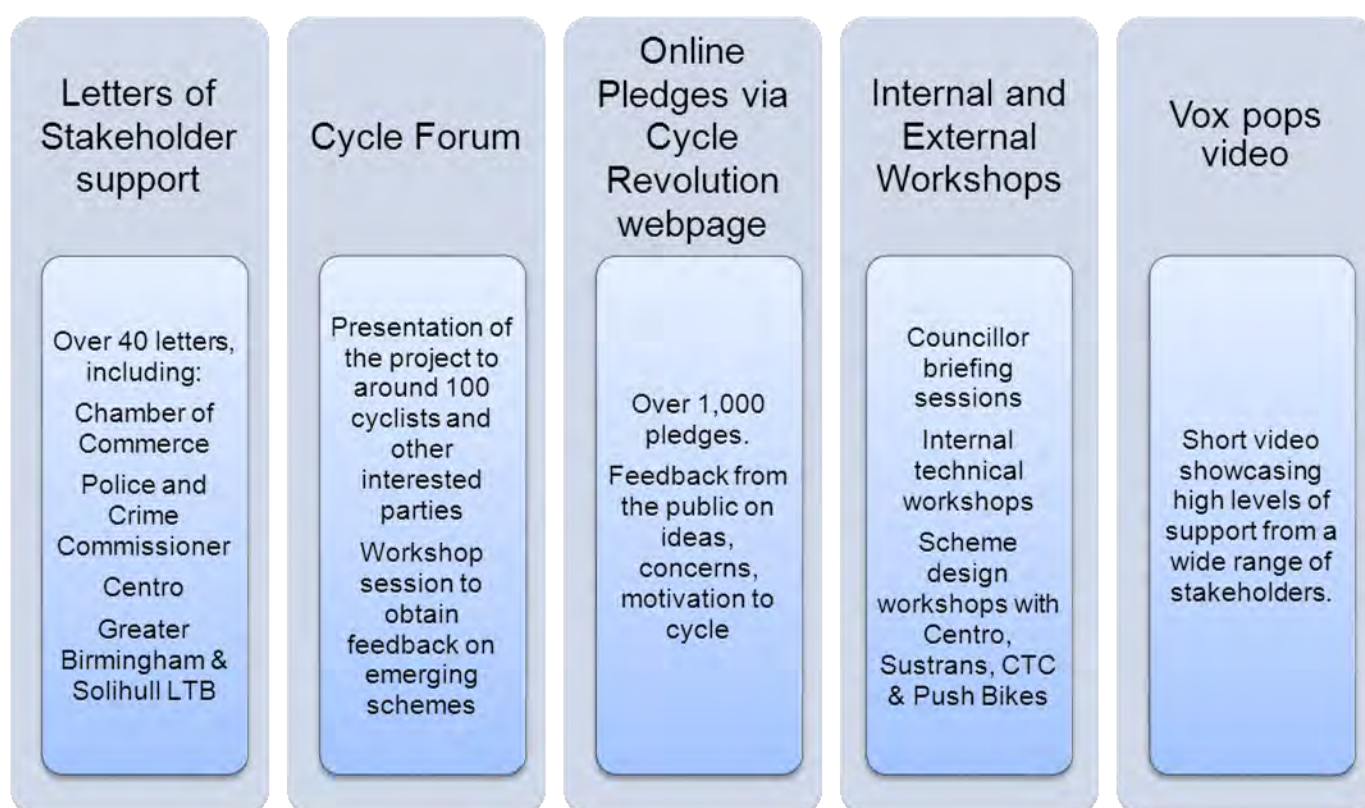 Letters of
Stakeholder
support
Over 40 letters,
including:
Chamber of
Commerce
Police and
Crime
Commissioner
Centro
Greater
Birmingham &
Solihull LTB
Cycle Forum
Presentation of
the project to
around 100
cyclists and
other
interested
parties
Workshop
session to
obtain
feedback on
emerging
schemes
Online
Pledges via
Cycle
Revolution
webpage
Over 1,000
pledges.
Feedback from
the public on
ideas,
concerns,
motivation to
cycle
Internal and
External
Workshops
Councillor
briefing
sessions
Internal
technical
workshops
Scheme
design
workshops with
Centro,
Sustrans, CTC
& Push Bikes
Vox pops
video
Short video
showcasing
high levels of
support from a
wide range of
stakeholders.